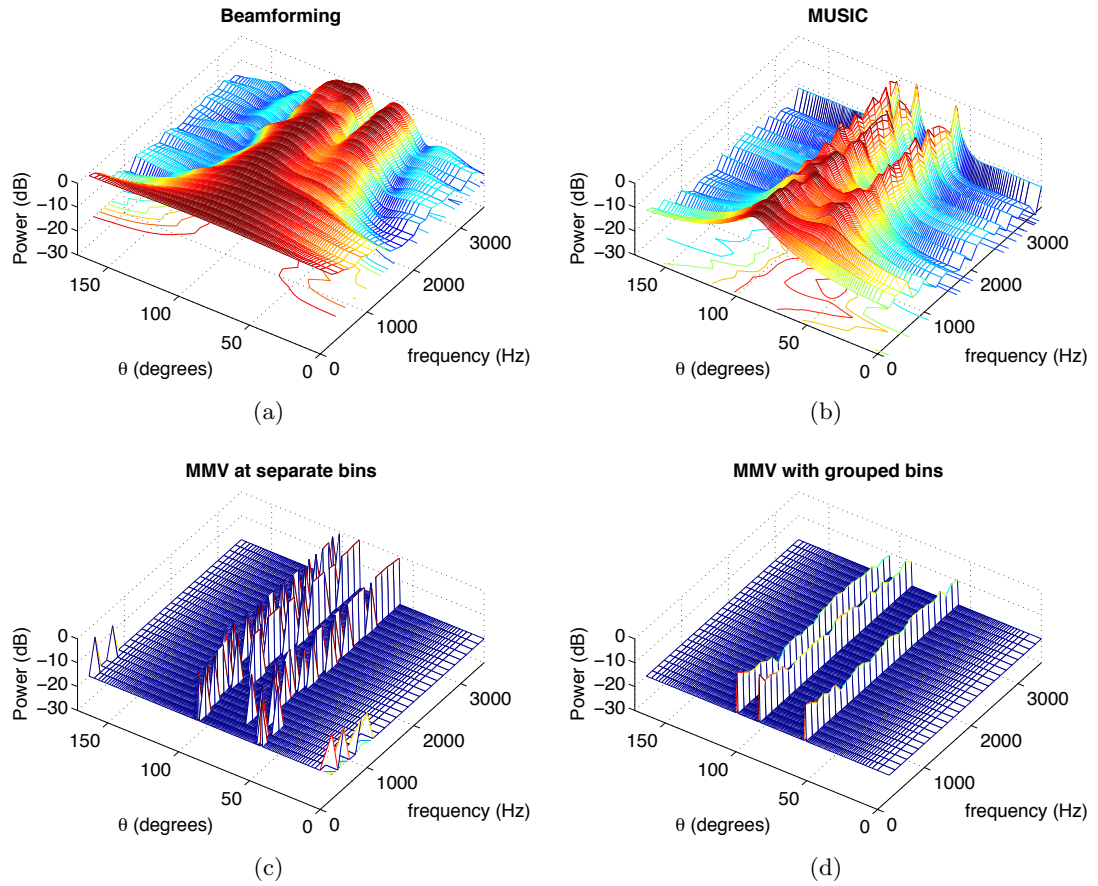 Beamforming
0
−10
−20
−30
Power (dB)
150
100
50
0
θ (degrees)
0
1000
2000
3000
frequency (Hz)
(a)
MUSIC
0
−10
−20
−30
Power (dB)
150
100
50
0
θ (degrees)
0
1000
2000
3000
frequency (Hz)
(b)
MMV at separate bins
0
−10
−20
−30
Power (dB)
150
100
50
0
θ (degrees)
0
1000
2000
3000
frequency (Hz)
(c)
MMV with grouped bins
0
−10
−20
−30
Power (dB)
150
100
50
0
θ (degrees)
0
1000
2000
3000
frequency (Hz)
(d)